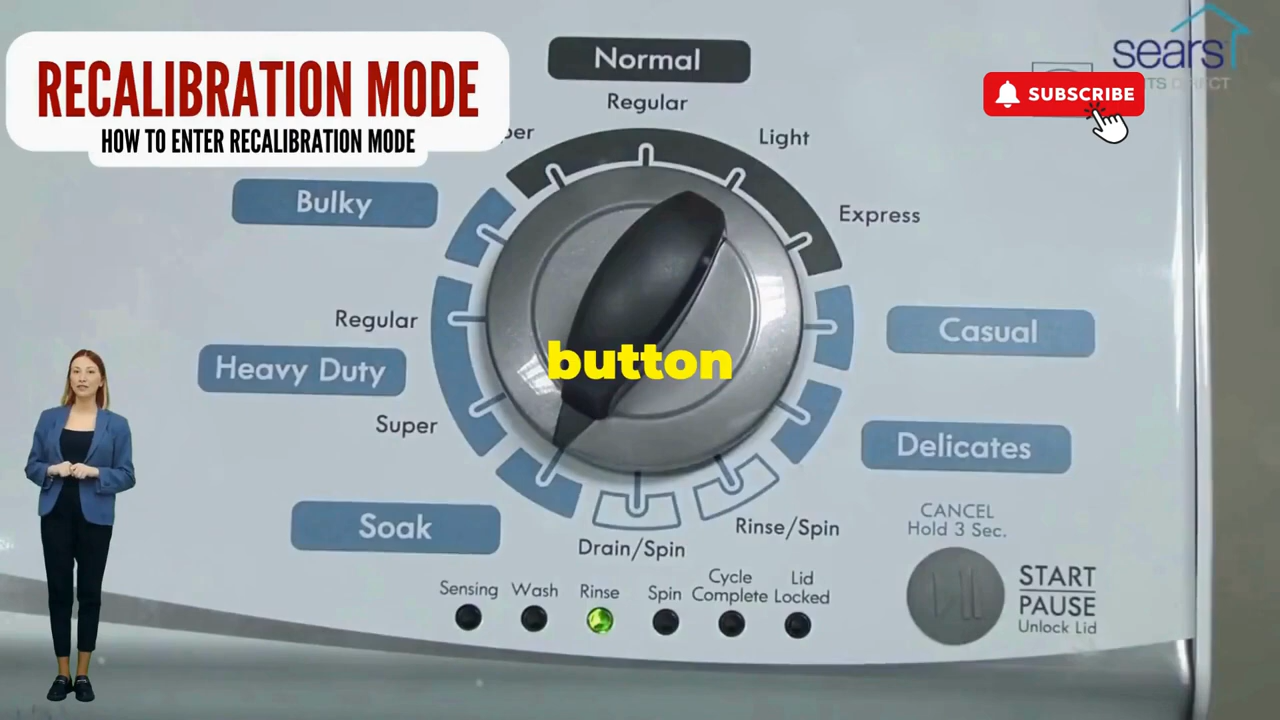 sears
RECALIBRATION MODE
HOW TO ENTER RECALIBRATION MODE
SUBSCRIBE
DIRECT
Normal
Regular
Light
Bulky
Express
Regular
Casual
Heavy Duty
button
Super
Delicates
Soak
CANCEL
Hold 3 Sec.
Rinse/Spin
Drain/Spin
Sensing
Wash
Rinse
Spin
Cycle
Complete
Lid
Locked
START
PAUSE
Unlock Lid